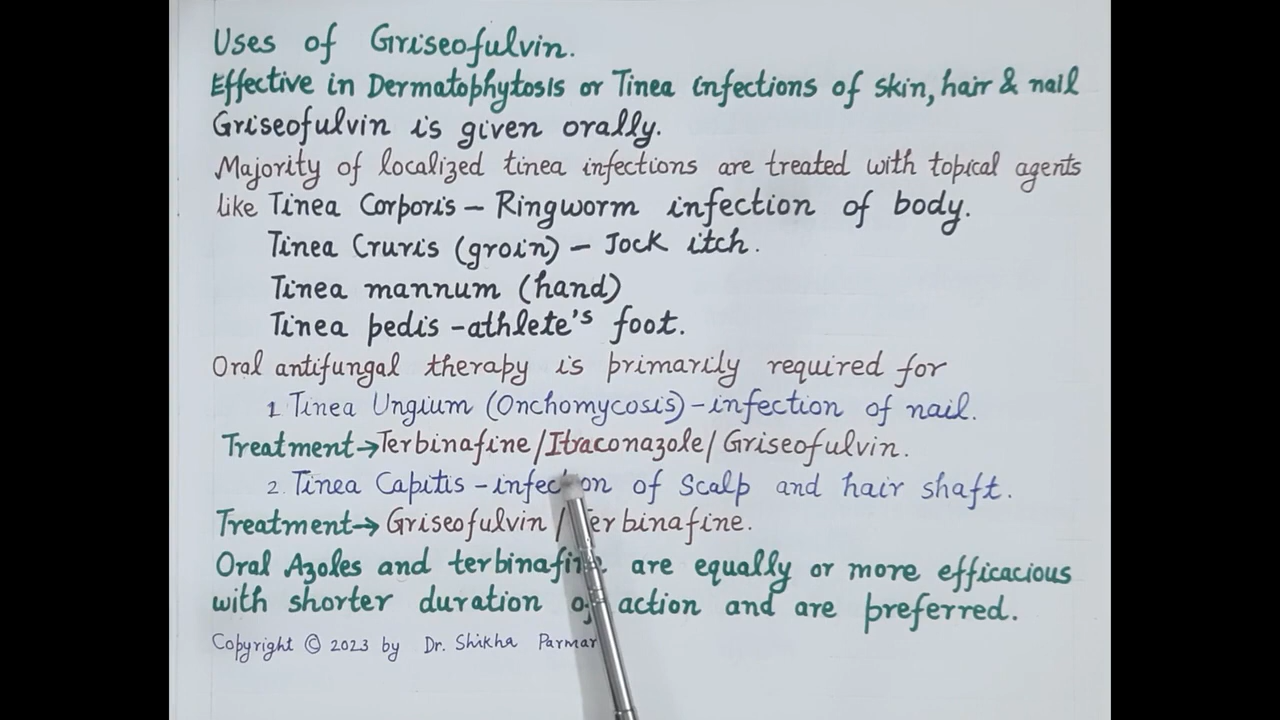 Uses of Griseofulvin.
Effective in Dermatophytosis or Tinea infections of skin, hair & nail
Griseofulvin is given orally.
Majority of localized tinea infections are treated with topical agents
like Tinea Corporis - Ringworm infection of body.
Tinea Cruris (groin) - Jock itch.
Tinea mannum (hand)
Tinea pedis - athlete's foot.
Oral antifungal therapy is primarily required for
1. Tinea Ungium (Onchomycosis) - infection of nail.
Treatment → Terbinafine / Itraconazole / Griseofulvin.
2. Tinea Capitis - infection of Scalp and hair shaft.
Treatment → Griseofulvin / Terbinafine.
Oral Azoles and terbinafine are equally or more efficacious
with shorter duration of action and are preferred.
Copyright © 2023 by Dr. Shikha Parmar